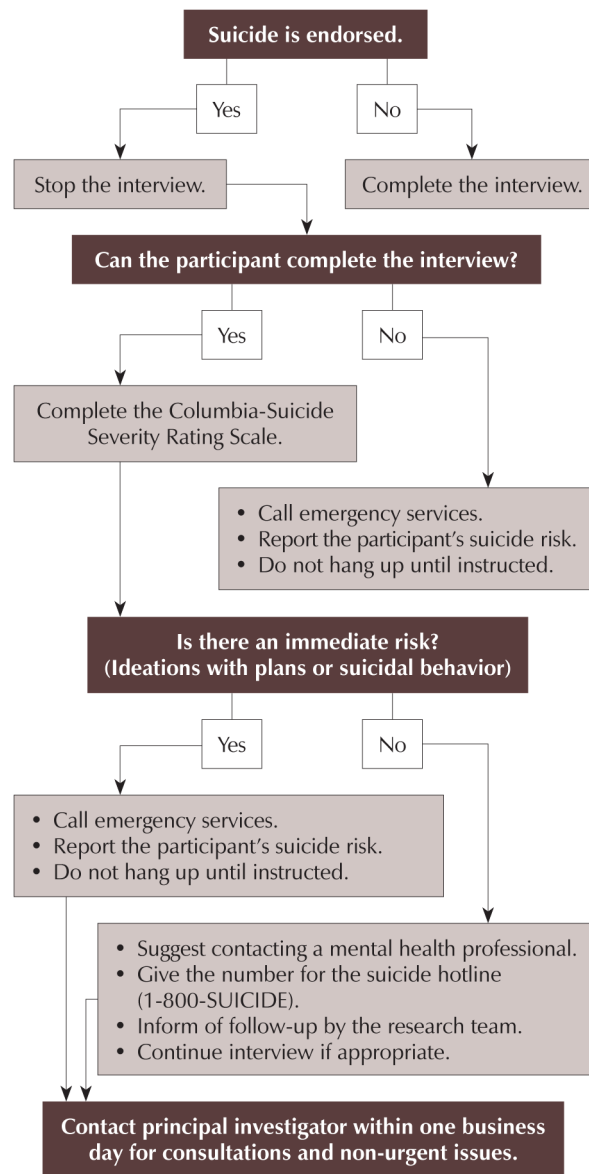 Suicide is endorsed.
Yes
No
Stop the interview.
Complete the interview.
Can the participant complete the interview?
Yes
No
Complete the Columbia-Suicide
Severity Rating Scale.
• Call emergency services.
• Report the participant’s suicide risk.
• Do not hang up until instructed.
Is there an immediate risk?
(Ideations with plans or suicidal behavior)
Yes
No
• Call emergency services.
• Report the participant’s suicide risk.
• Do not hang up until instructed.
• Suggest contacting a mental health professional.
• Give the number for the suicide hotline
(1-800-SUICIDE).
• Inform of follow-up by the research team.
• Continue interview if appropriate.
Contact principal investigator within one business
day for consultations and non-urgent issues.